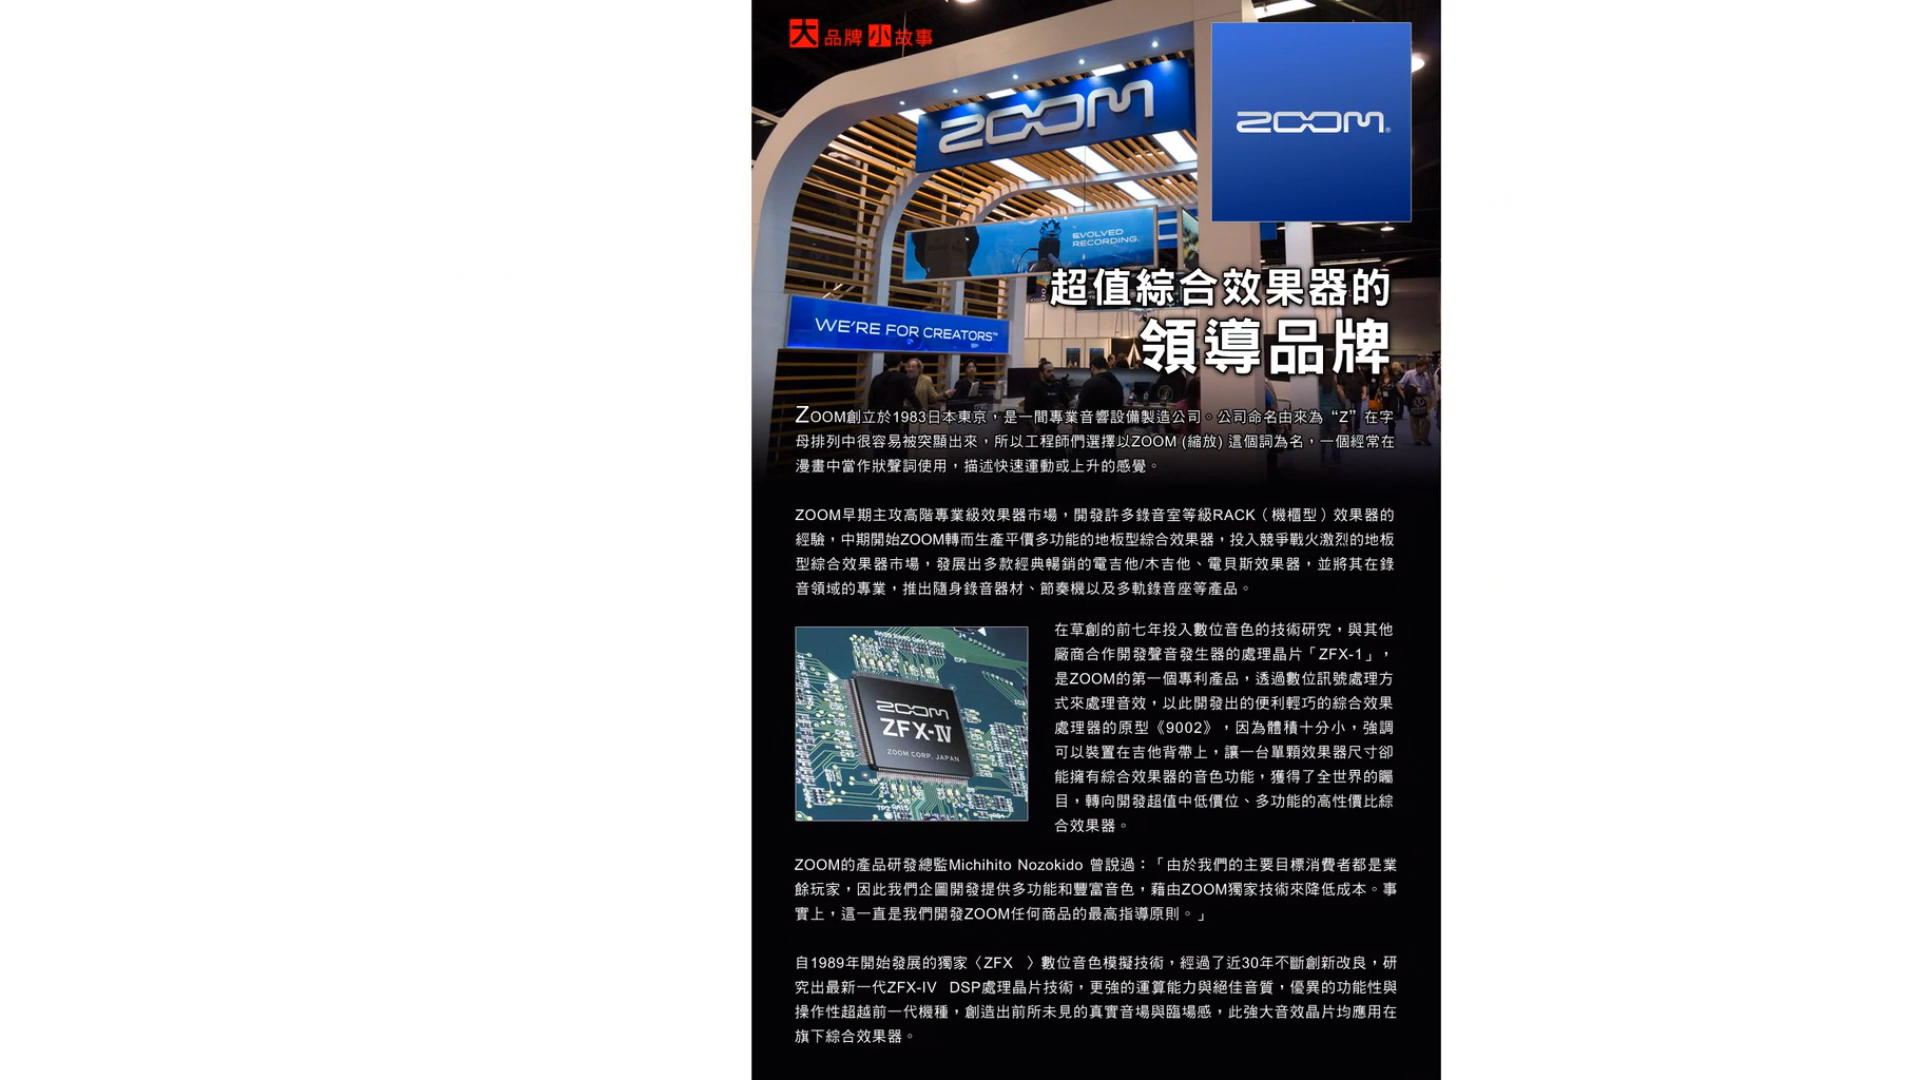 大品牌小故事
ZOOM
ZOOM®
EVOLVED
RECORDING.
WE'RE FOR CREATORS™
超值綜合效果器的
領導品牌
ZOOM創立於1983日本東京，是一間專業音響設備製造公司。公司命名由來為“Z”在字
母排列中很容易被突顯出來，所以工程師們選擇以ZOOM (縮放) 這個詞為名，一個經常在
漫畫中當作狀聲詞使用，描述快速運動或上升的感覺。
ZOOM早期主攻高階專業級效果器市場，開發許多錄音室等級RACK（機櫃型）效果器的
經驗，中期開始ZOOM轉而生產平價多功能的地板型綜合效果器，投入競爭戰火激烈的地板
型綜合效果器市場，發展出多款經典暢銷的電吉他/木吉他、電貝斯效果器，並將其在錄
音領域的專業，推出隨身錄音器材、節奏機以及多軌錄音座等產品。
在草創的前七年投入數位音色的技術研究，與其他
廠商合作開發聲音發生器的處理晶片「ZFX-1」，
是ZOOM的第一個專利產品，透過數位訊號處理方
式來處理音效，以此開發出的便利輕巧的綜合效果
處理器的原型《9002》，因為體積十分小，強調
可以裝置在吉他背帶上，讓一台單顆效果器尺寸卻
能擁有綜合效果器的音色功能，獲得了全世界的矚
目，轉向開發超值中低價位、多功能的高性價比綜
合效果器。
ZOOM
ZFX-IV
ZOOM CORP. JAPAN
ZOOM的產品研發總監Michihito Nozokido 曾說過：「由於我們的主要目標消費者都是業
餘玩家，因此我們企圖開發提供多功能和豐富音色，藉由ZOOM獨家技術來降低成本。事
實上，這一直是我們開發ZOOM任何商品的最高指導原則。」
自1989年開始發展的獨家〈ZFX 〉數位音色模擬技術，經過了近30年不斷創新改良，研
究出最新一代ZFX-IV DSP處理晶片技術，更強的運算能力與絕佳音質，優異的功能性與
操作性超越前一代機種，創造出前所未見的真實音場與臨場感，此強大音效晶片均應用在
旗下綜合效果器。